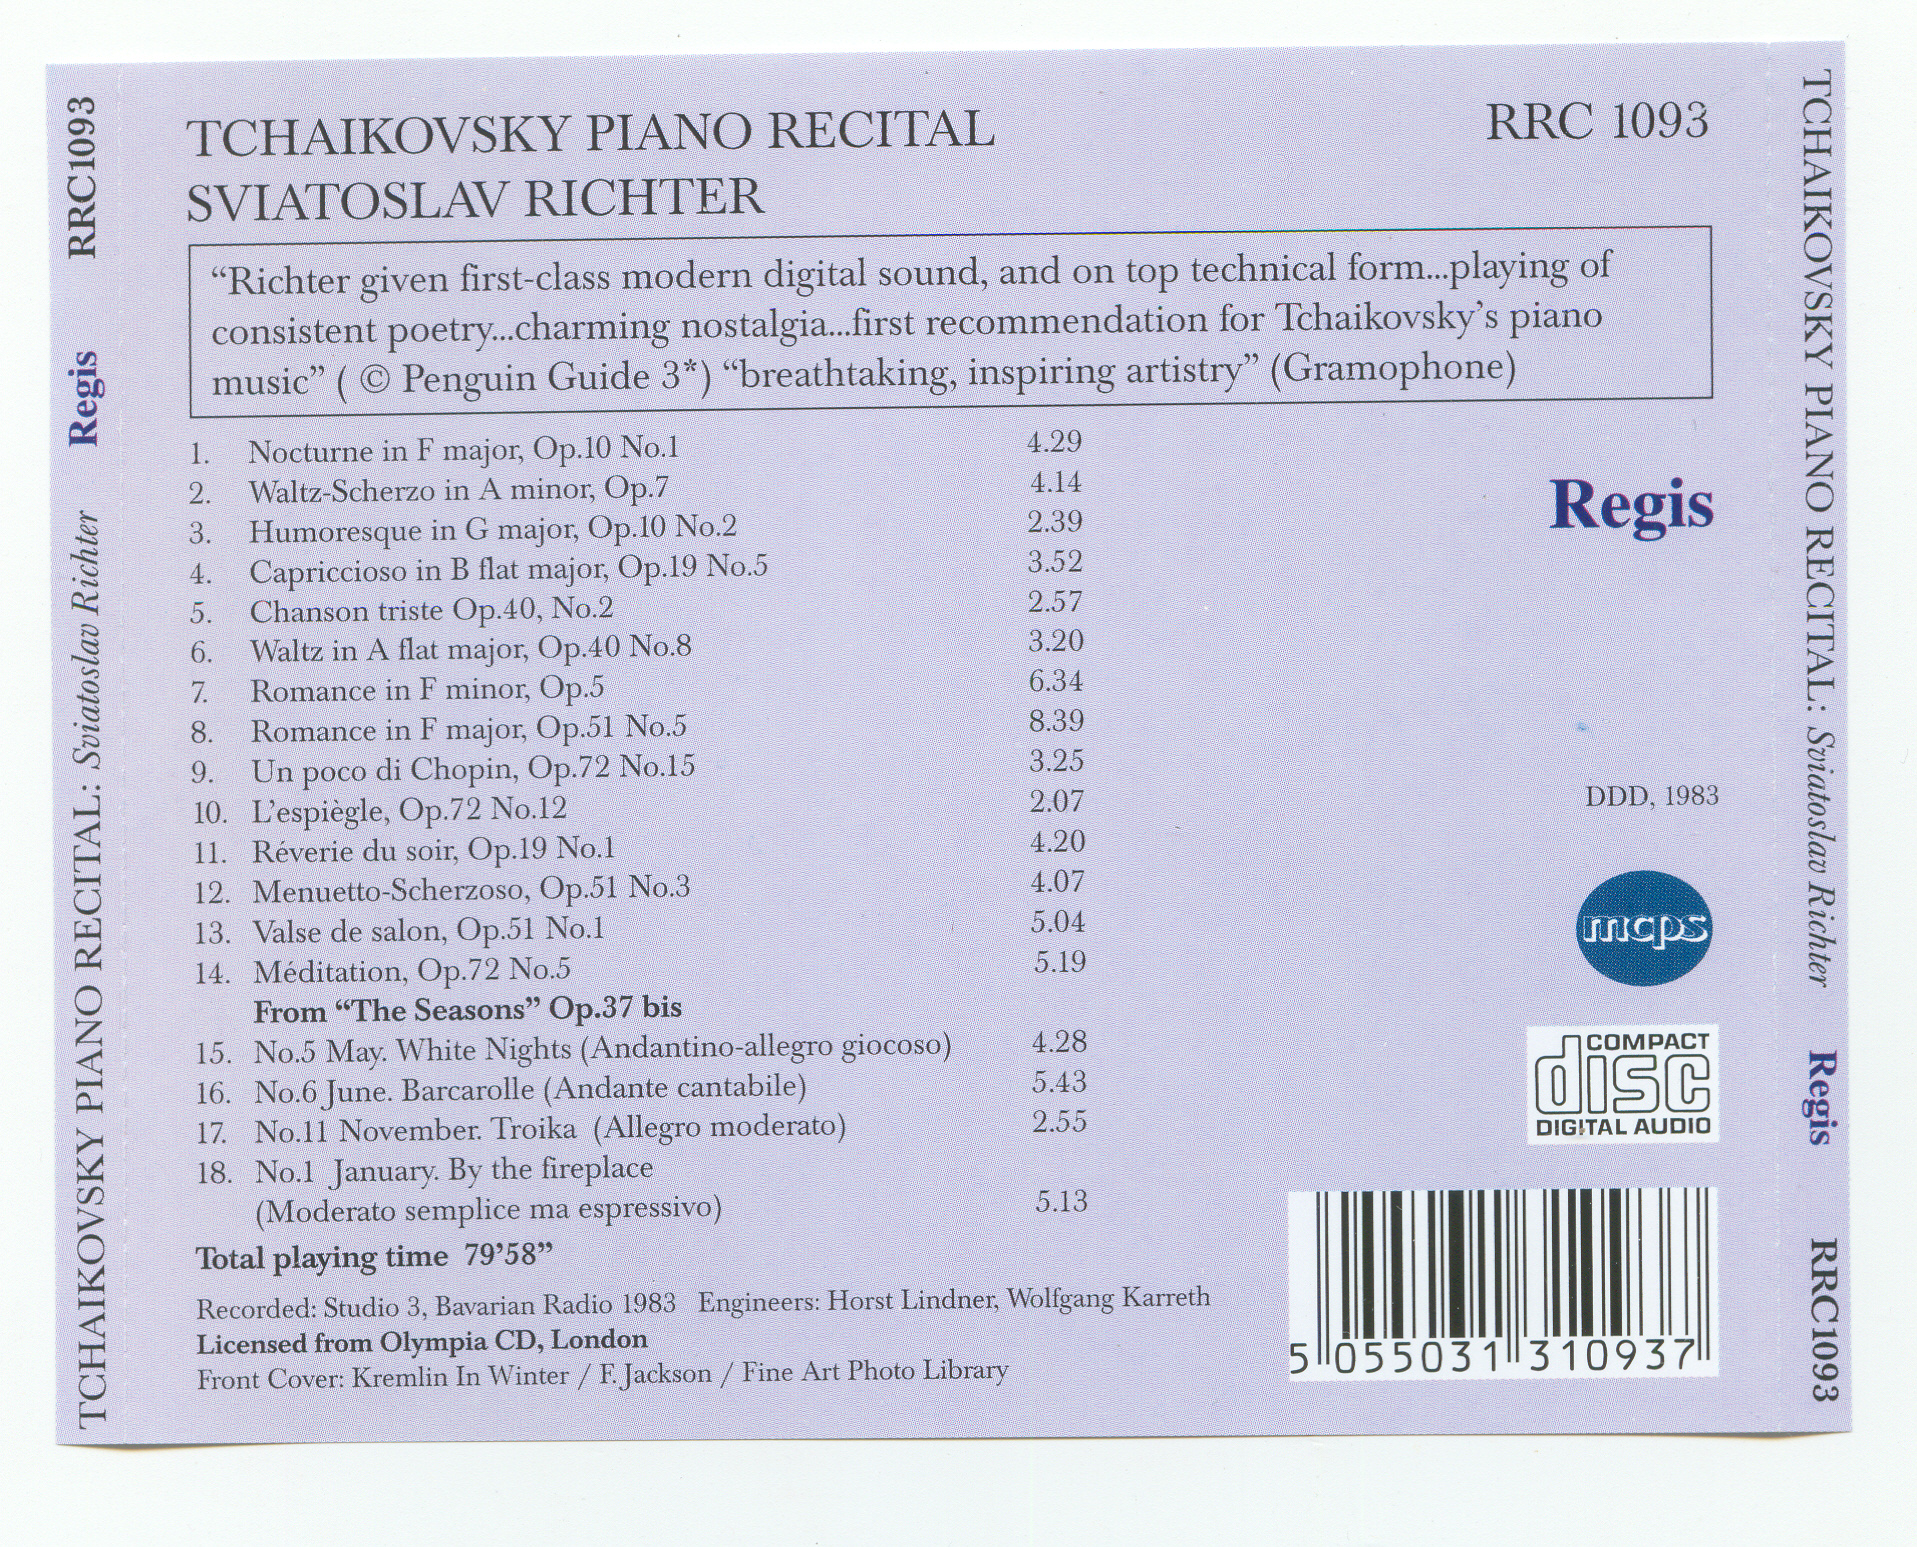 TCHAIKOVSKY PIANO RECITAL: Sviatoslav Richter Regis RRC1093
TCHAIKOVSKY PIANO RECITAL
SVIATOSLAV RICHTER
RRC 1093
“Richter given first-class modern digital sound, and on top technical form...playing of
consistent poetry...charming nostalgia...first recommendation for Tchaikovsky’s piano
music” ( © Penguin Guide 3*) “breathtaking, inspiring artistry” (Gramophone)
1. Nocturne in F major, Op.10 No.1 4.29
2. Waltz-Scherzo in A minor, Op.7 4.14
3. Humoresque in G major, Op.10 No.2 2.39
4. Capriccioso in B flat major, Op.19 No.5 3.52
5. Chanson triste Op.40, No.2 2.57
6. Waltz in A flat major, Op.40 No.8 3.20
7. Romance in F minor, Op.5 6.34
8. Romance in F major, Op.51 No.5 8.39
9. Un poco di Chopin, Op.72 No.15 3.25
10. L’espiègle, Op.72 No.12 2.07
11. Réverie du soir, Op.19 No.1 4.20
12. Menuetto-Scherzoso, Op.51 No.3 4.07
13. Valse de salon, Op.51 No.1 5.04
14. Méditation, Op.72 No.5 5.19
From “The Seasons” Op.37 bis
15. No.5 May. White Nights (Andantino-allegro giocoso) 4.28
16. No.6 June. Barcarolle (Andante cantabile) 5.43
17. No.11 November. Troika (Allegro moderato) 2.55
18. No.1 January. By the fireplace
(Moderato semplice ma espressivo) 5.13
Total playing time 79’58”
Recorded: Studio 3, Bavarian Radio 1983 Engineers: Horst Lindner, Wolfgang Karreth
Licensed from Olympia CD, London
Front Cover: Kremlin In Winter / F. Jackson / Fine Art Photo Library
Regis
DDD, 1983
mcps
COMPACT
disc
DIGITAL AUDIO
5 055031 310937
TCHAIKOVSKY PIANO RECITAL: Sviatoslav Richter Regis RRC1093